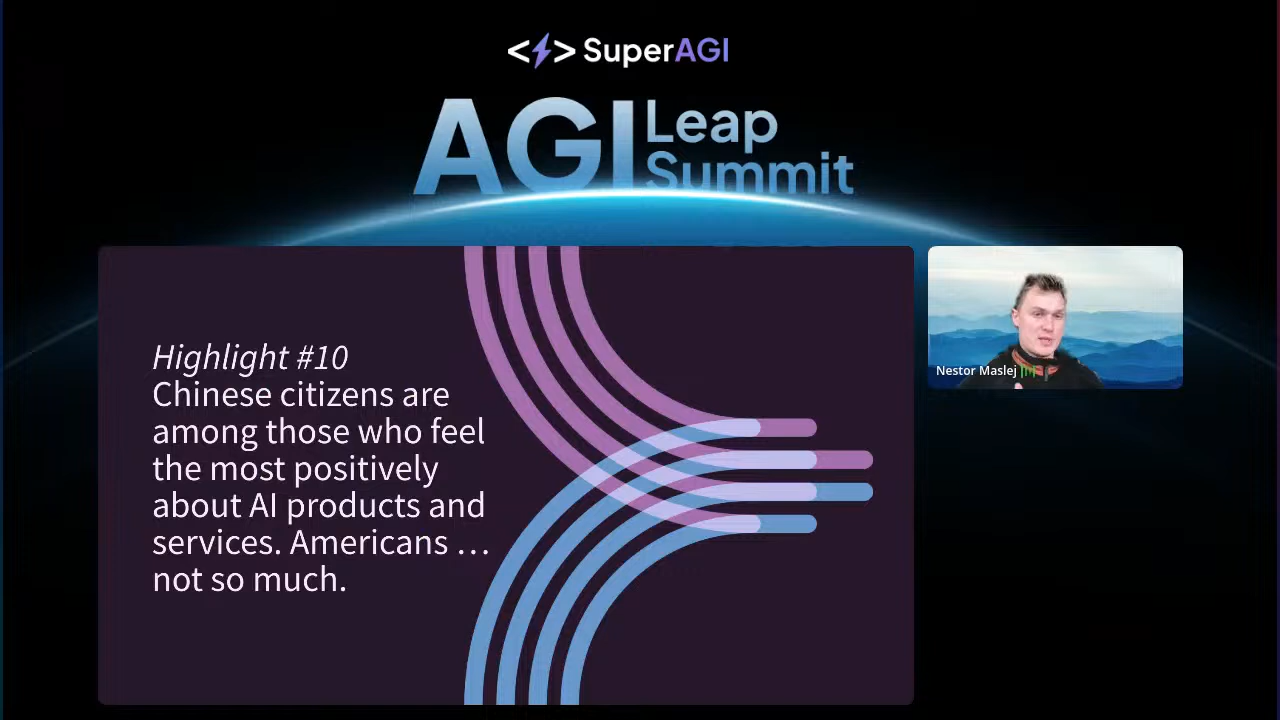 <⚡> SuperAGI
AGI Leap Summit
Highlight #10
Chinese citizens are
among those who feel
the most positively
about AI products and
services. Americans …
not so much.
Nestor Maslej